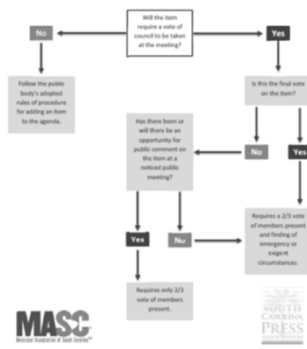 Will the item
require a vote of
council to be taken
at the meeting?
No
Yes
Follow the public
body's adopted
rules of procedure
for adding an item
to the agenda.
Is this the final vote
on the item?
Has there been or
will there be an
opportunity for
public comment on
the item at a
noticed public
meeting?
No
Yes
Yes
No
Requires a 2/3 vote
of members present
and finding of
emergency or
exigent
circumstances.
Requires only 2/3
vote of members
present.
MASC
Municipal Association of South Carolina
SOUTH
CAROLINA
PRESS